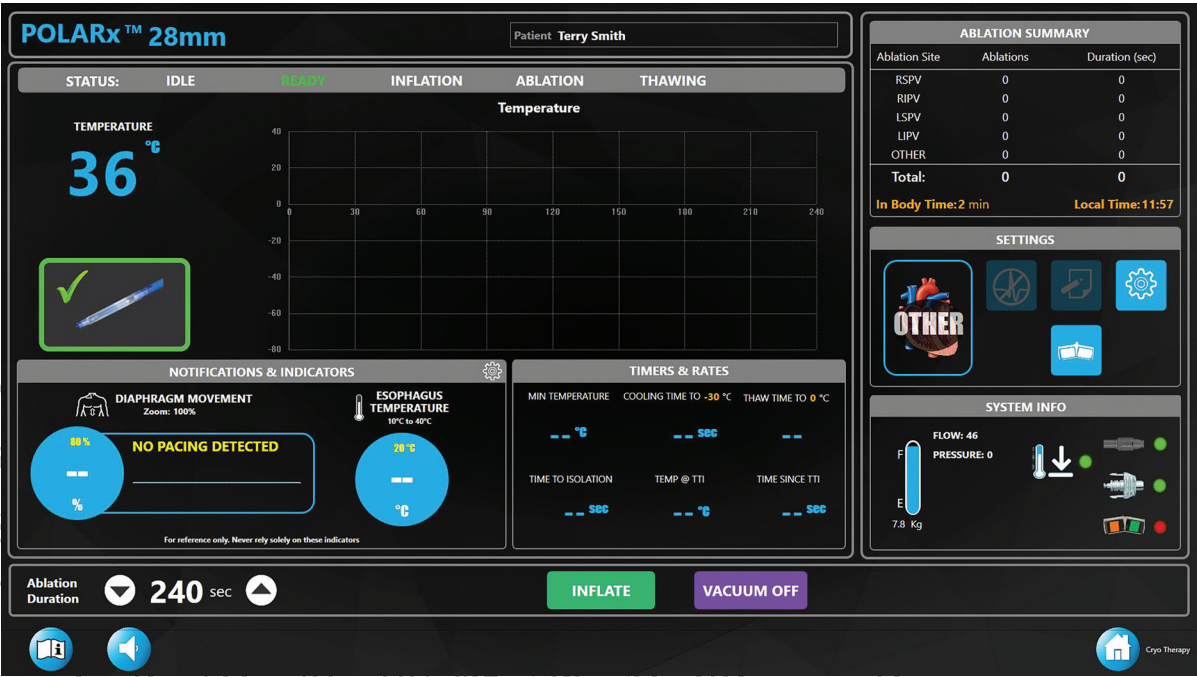 POLARx™ 28mm
Patient Terry Smith
STATUS: IDLE READY INFLATION ABLATION THAWING
TEMPERATURE
36 °C
Temperature
40
20
0
-20
-40
-60
-80
0 30 60 90 120 150 180 210 240
NOTIFICATIONS & INDICATORS
DIAPHRAGM MOVEMENT
Zoom: 100%
80 %
--
%
NO PACING DETECTED
ESOPHAGUS
TEMPERATURE
10°C to 40°C
20 °C
--
°C
For reference only. Never rely solely on these indicators
TIMERS & RATES
MIN TEMPERATURE COOLING TIME TO -30 °C THAW TIME TO 0 °C
-- °C -- sec --
TIME TO ISOLATION TEMP @ TTI TIME SINCE TTI
-- sec -- °C -- sec
ABLATION SUMMARY
Ablation Site Ablations Duration (sec)
RSPV 0 0
RIPV 0 0
LSPV 0 0
LIPV 0 0
OTHER 0 0
Total: 0 0
In Body Time: 2 min Local Time: 11:57
SETTINGS
OTHER
SYSTEM INFO
FLOW: 46
PRESSURE: 0
F
E
7.8 Kg
Ablation
Duration
240 sec
INFLATE
VACUUM OFF
i
Cryo Therapy